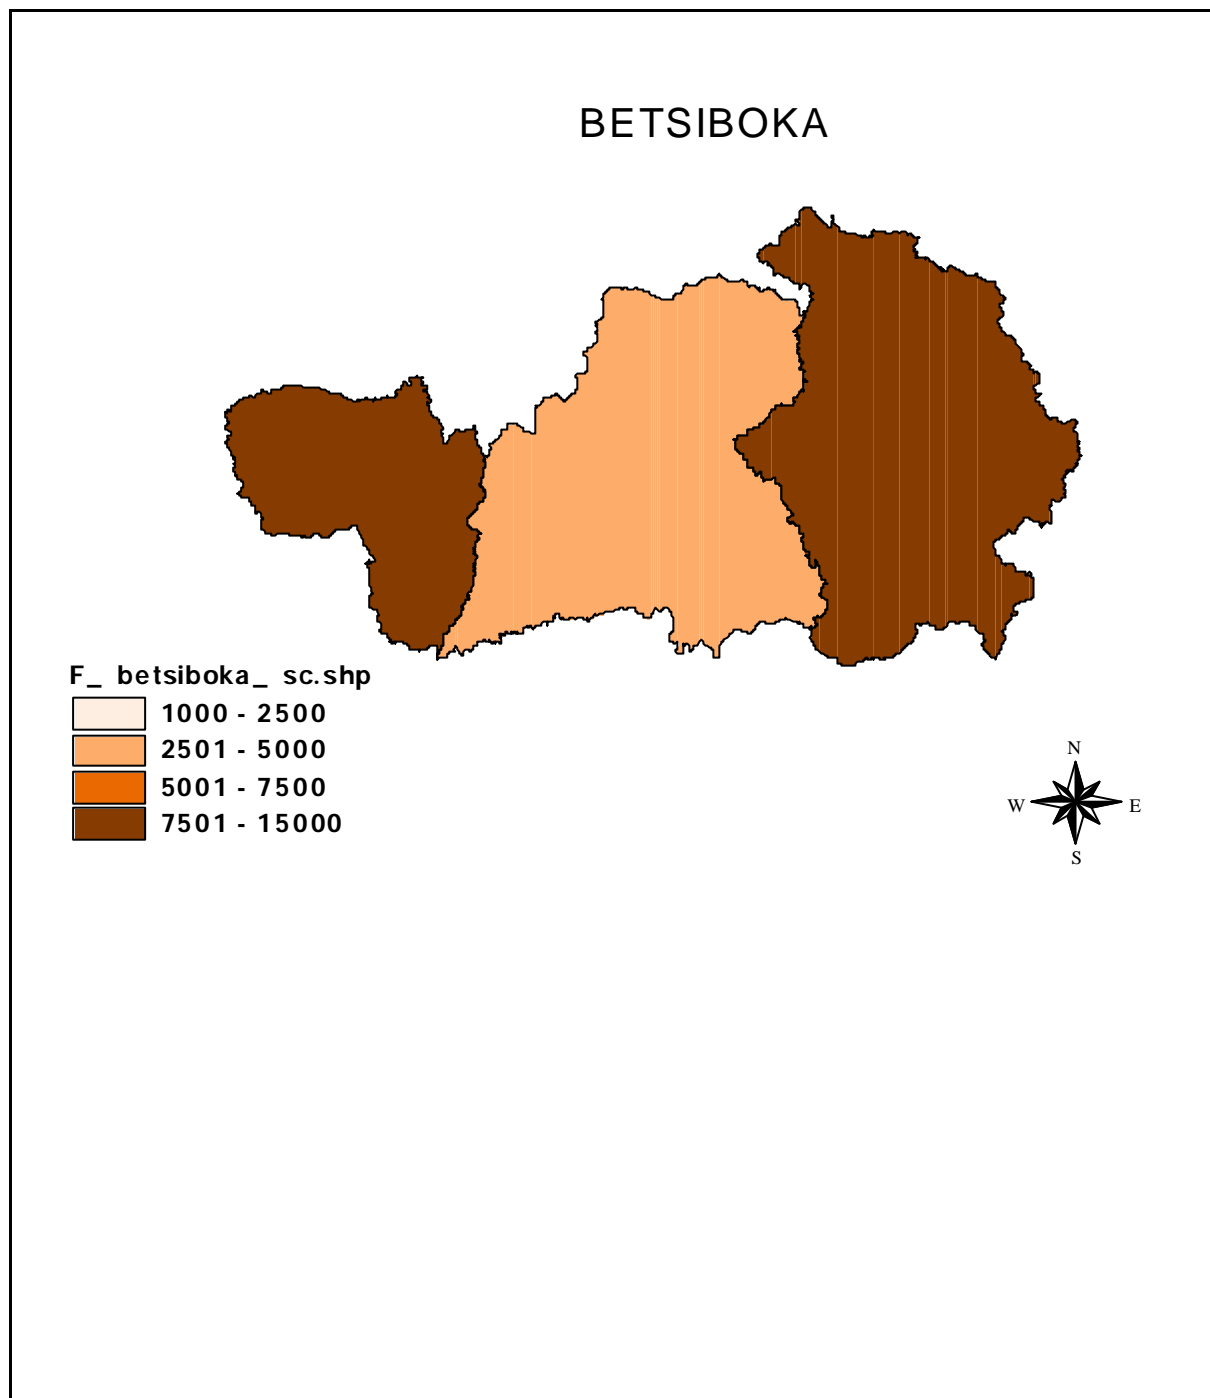 BETSIBOKA
F_ betsiboka_ sc.shp
1000 - 2500
2501 - 5000
5001 - 7500
7501 - 15000
N
W E
S